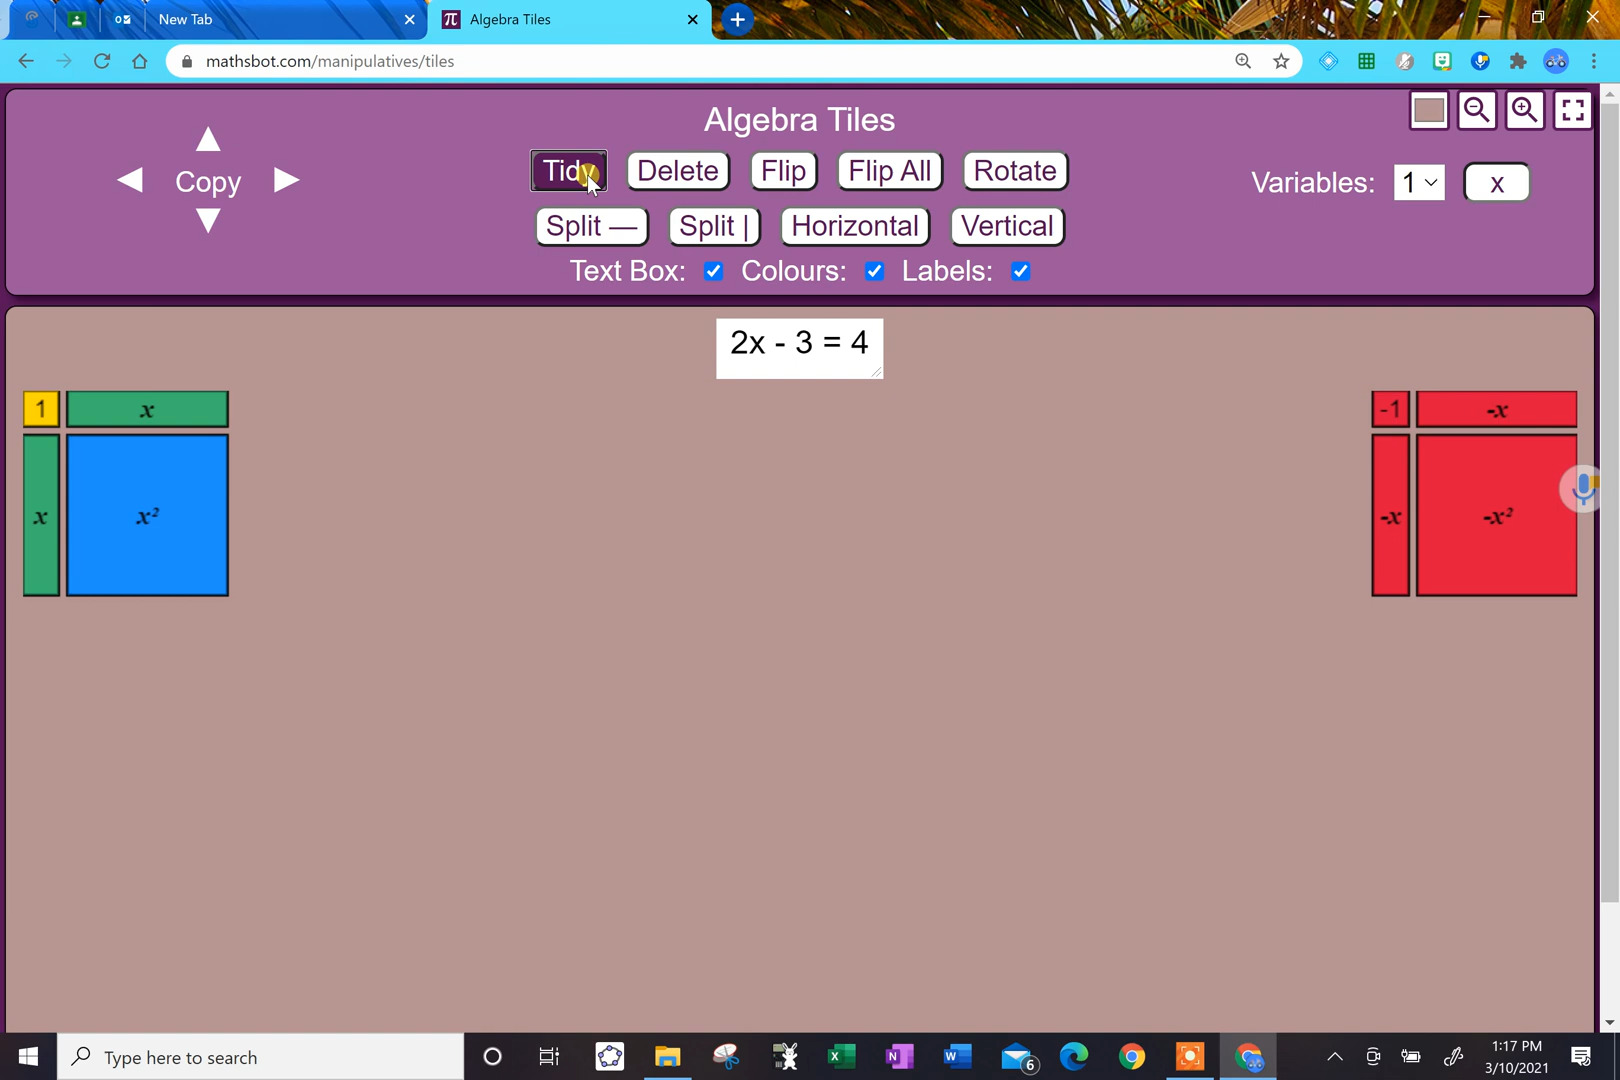 New Tab
Algebra Tiles
mathsbot.com/manipulatives/tiles
Algebra Tiles
Copy
Tidy Delete Flip Flip All Rotate
Variables: 1 x
Split — Split | Horizontal Vertical
Text Box: Colours: Labels:
2x - 3 = 4
1 x
x x²
-1 -x
-x -x²
Type here to search
6
1:17 PM
3/10/2021